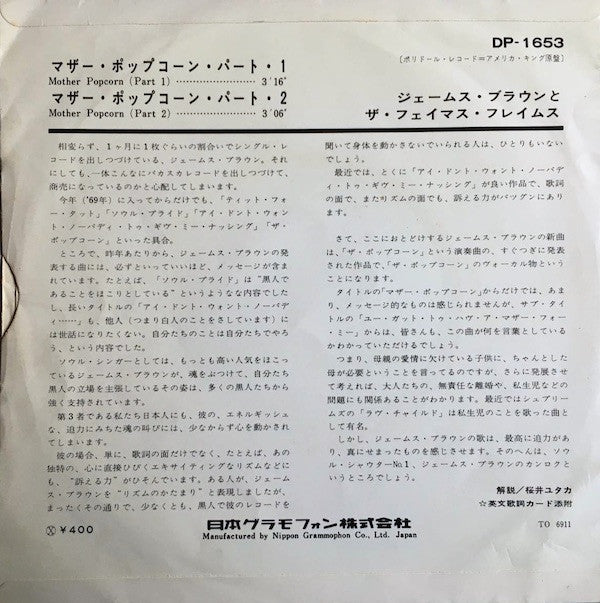 DP-1653
〔ポリドール・レコード＝アメリカ・キング原盤〕
マザー・ポップコーン・パート・1
Mother Popcorn (Part 1) ………………… 3′16″
マザー・ポップコーン・パート・2
Mother Popcorn (Part 2) ………………… 3′06″
ジェームス・ブラウンと
ザ・フェイマス・フレイムス
相変らず、1ヶ月に1枚ぐらいの割合いでシングル・レ
コードを出しつづけている、ジェームス・ブラウン。それ
にしても、一体こんなにバカスカレコードを出しつづけて、
商売になっているのかと心配してしまいます。
今年（'69年）に入ってからだけでも、「ティット・フォ
ー・タット」「ソウル・プライド」「アイ・ドント・ウォン
ト・ノーバディ・トゥ・ギヴ・ミー・ナッシング」「ザ・
ポップコーン」といった具合。
ところで、昨年あたりから、ジェームス・ブラウンの発
表する曲には、必ずといっていいほど、メッセージが含ま
れています。たとえば、「ソウル・プライド」は“黒人で
あることをほこりとしている”というような内容でした
し、長いタイトルの「アイ・ドント・ウォント・ノーバデ
ィ……」も、他人（つまり白人のことをさしています）に
は世話になりたくない。自分たちのことは自分たちでやろ
う、という内容でした。
ソウル・シンガーとしては、もっとも高い人気をほこっ
ているジェームス・ブラウンが、魂をぶつけて、自分たち
黒人の立場を主張しているその姿は、多くの黒人たちから
強く支持されています。
第3者である私たち日本人にも、彼の、エネルギッシュ
な、迫力にみちた魂の叫びには、少なからず心を動かされ
てしまいます。
彼の場合、単に、歌詞の面だけでなく、たとえば、あの
独特の、心に直接ひびくエキサイティングなリズムなどに
も、“訴える力”がひそんでいます。ある人が、ジェーム
ス・ブラウンを“リズムのかたまり”と表現しましたが、
まったくその通りで、少なくとも、黒人で彼のレコードを
聞いて身体を動かさないでいられる人は、ひとりもいない
でしょう。
最近では、とくに「アイ・ドント・ウォント・ノーバデ
ィ・トゥ・ギヴ・ミー・ナッシング」が良い作品で、歌詞
の面で、またリズムの面でも、訴える力がバツグンにあり
ます。
さて、ここにおとどけするジェームス・ブラウンの新曲
は、「ザ・ポップコーン」という演奏曲の、すぐつぎに発表
された作品で、「ザ・ポップコーン」のヴォーカル物という
ことになります。
タイトルの「マザー・ポップコーン」からだけでは、あま
り、メッセージ的なものは感じられませんが、サブ・タイ
トルの「ユー・ガット・トゥ・ハヴ・ア・マザー・フォー
・ミー」からは、皆さんも、この曲が何を言葉としている
かわかっていただけるでしょう。
つまり、母親の愛情に欠けている子供に、ちゃんとした
母が必要ということを言ってるのですが、さらに発展させ
て考えれば、大人たちの、無責任な離婚や、私生児などの
問題にも関係あることがわかります。最近ではシュプリー
ムズの「ラヴ・チャイルド」は私生児のことを歌った曲と
して有名。
しかし、ジェームス・ブラウンの歌は、最高に迫力があ
り、真にせまったものを感じさせます。そのへんは、ソウ
ル・シャウターNo.1、ジェームス・ブラウンのカンロクと
いうところでしょう。
解説／桜井ユタカ
☆英文歌詞カード添附
Ⓧ ¥400
日本グラモフォン株式会社
Manufactured by Nippon Grammophon Co., Ltd. Japan
TO 6911